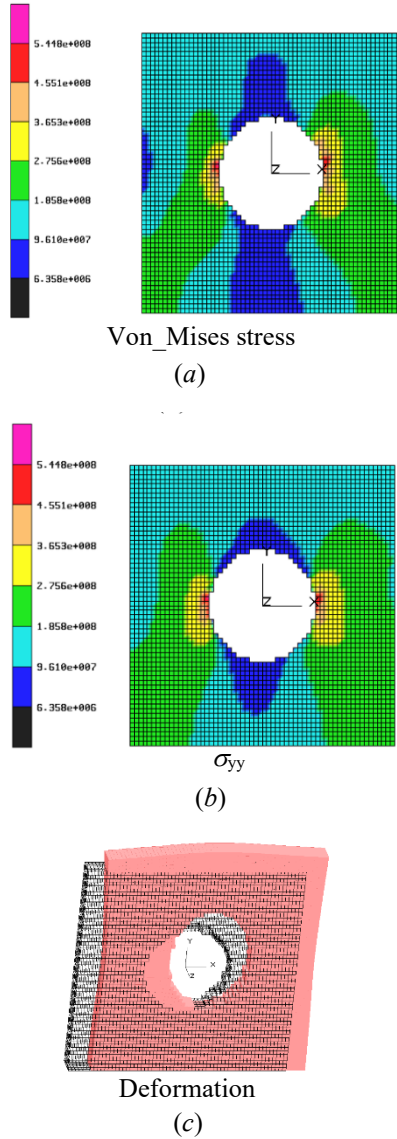 5.448e+008
4.551e+008
3.653e+008
2.756e+008
1.858e+008
9.610e+007
6.358e+006
Y
Z
X
Von_Mises stress
(a)
5.448e+008
4.551e+008
3.653e+008
2.756e+008
1.858e+008
9.610e+007
6.358e+006
Y
Z
X
σyy
(b)
Y
X
Z
Deformation
(c)